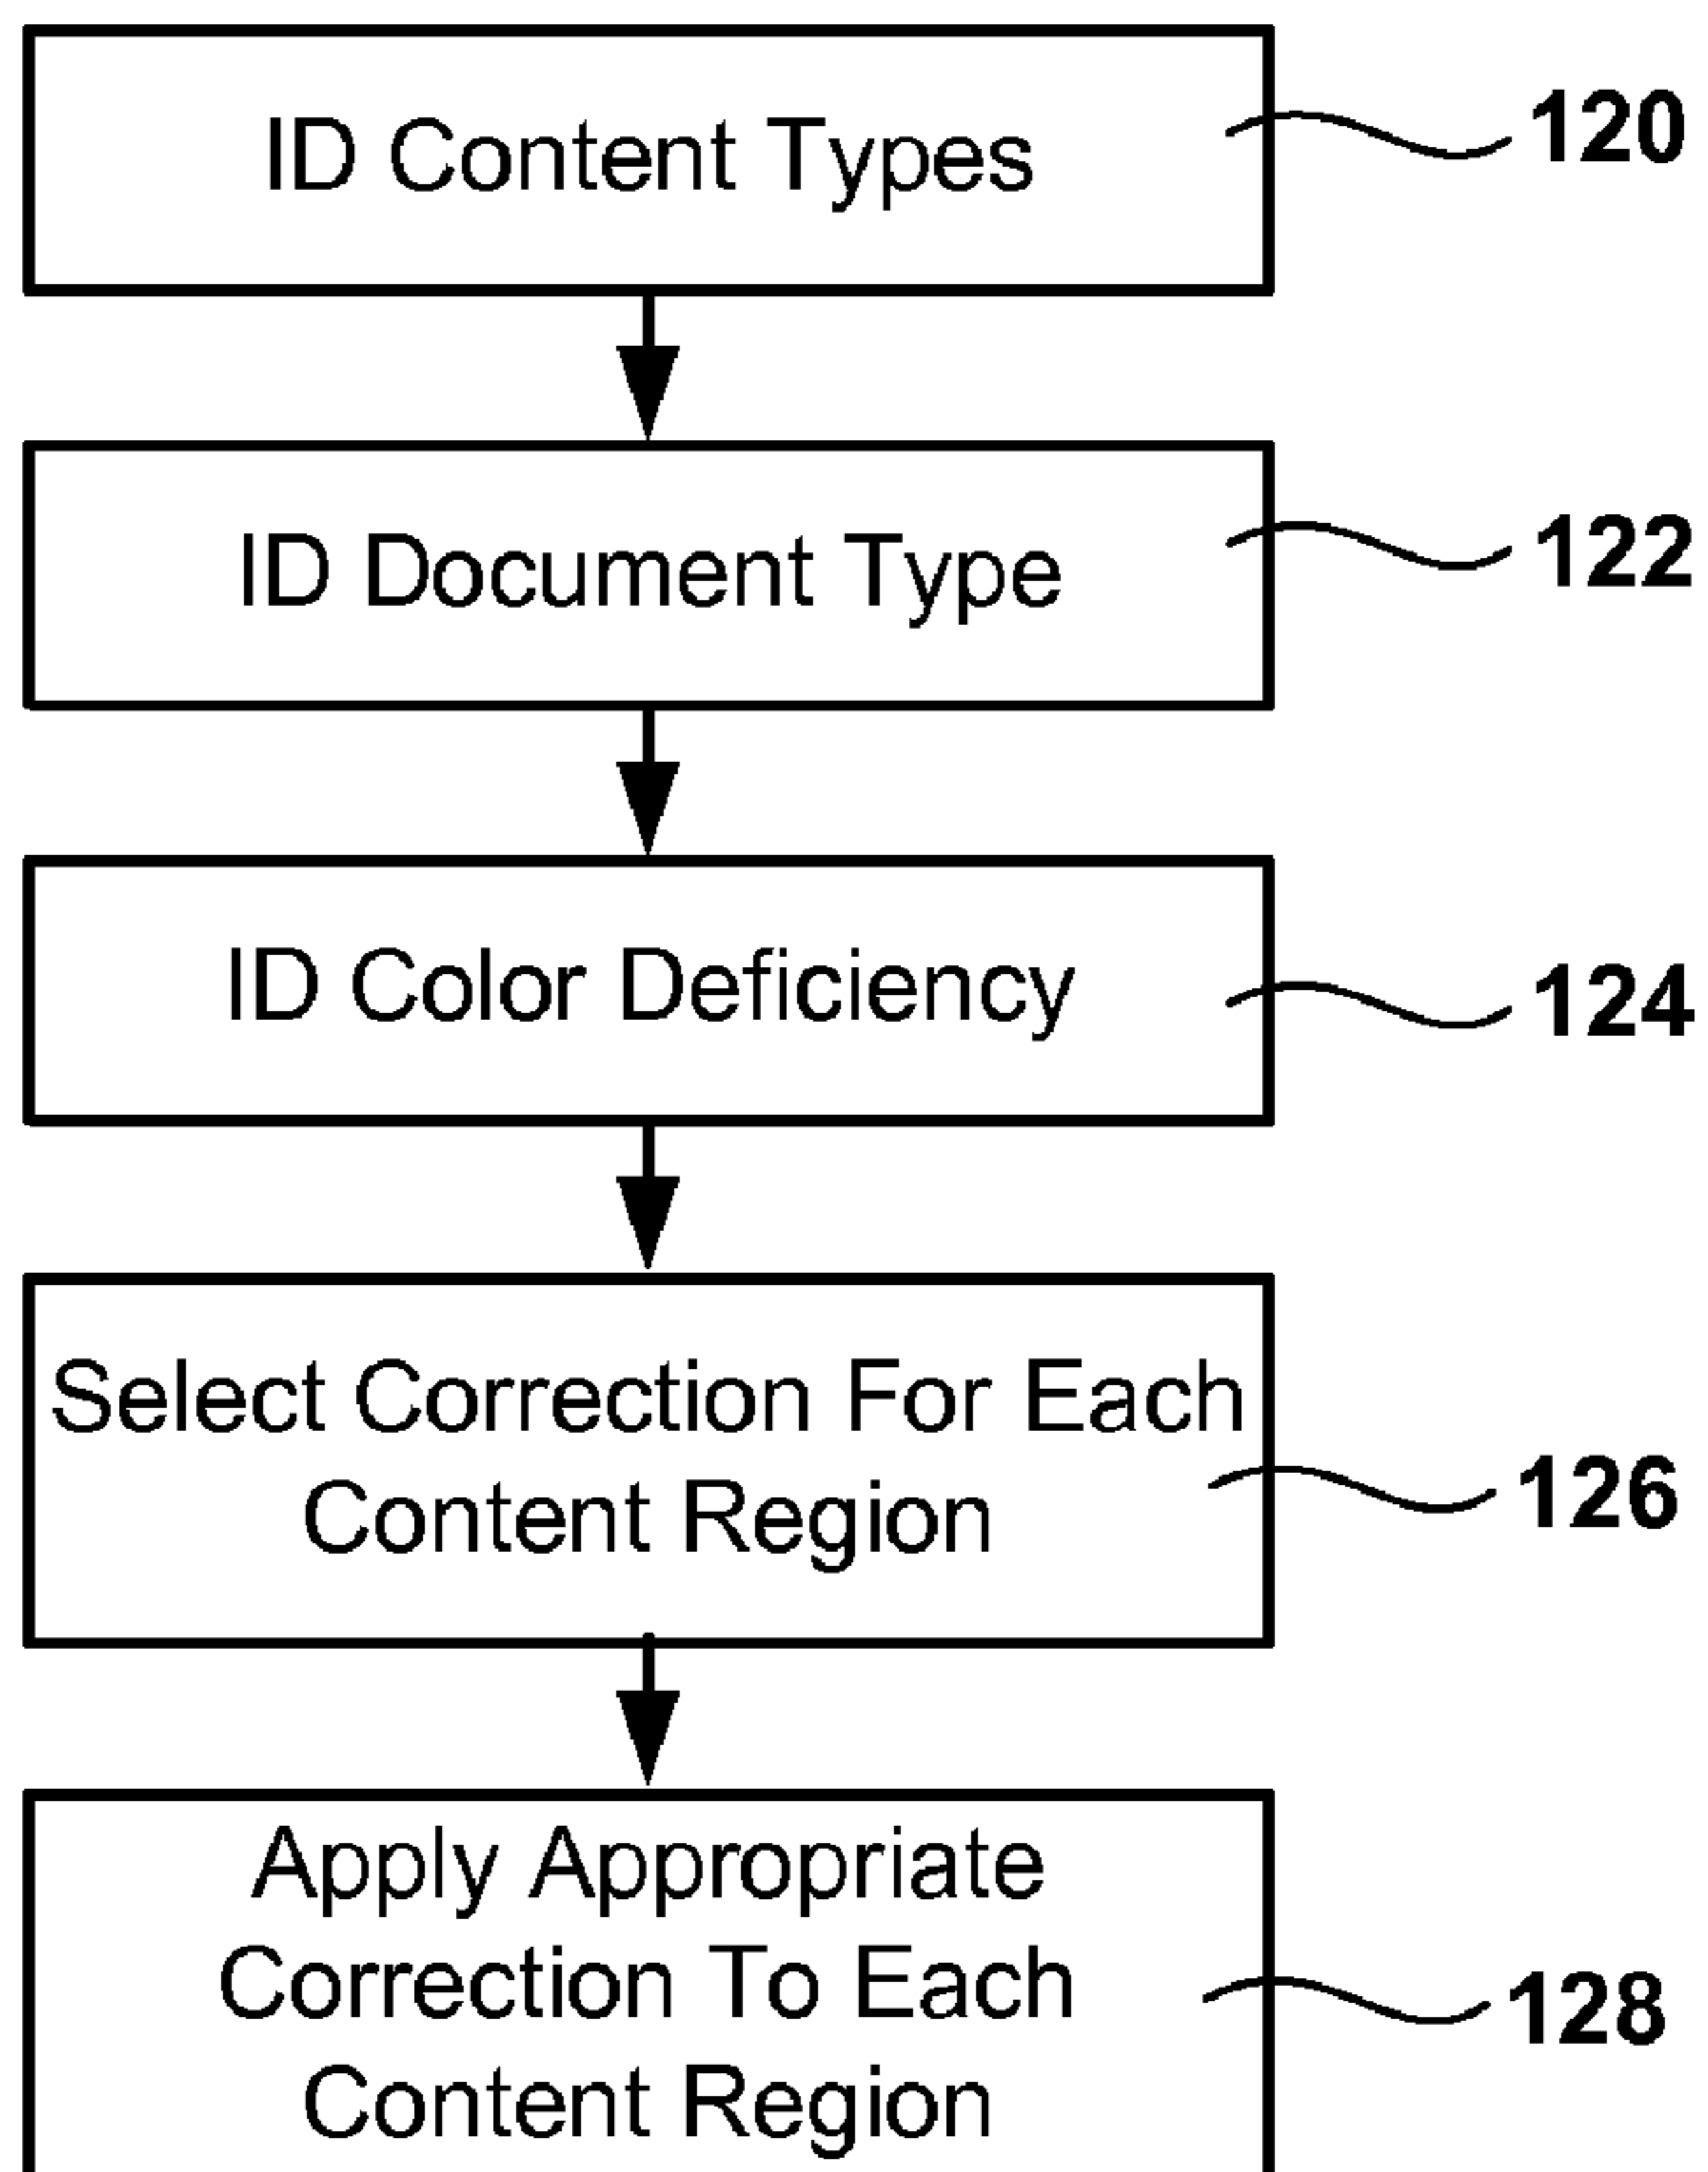 ID Content Types
120
ID Document Type
122
ID Color Deficiency
124
Select Correction For Each
Content Region
126
Apply Appropriate
Correction To Each
Content Region
128